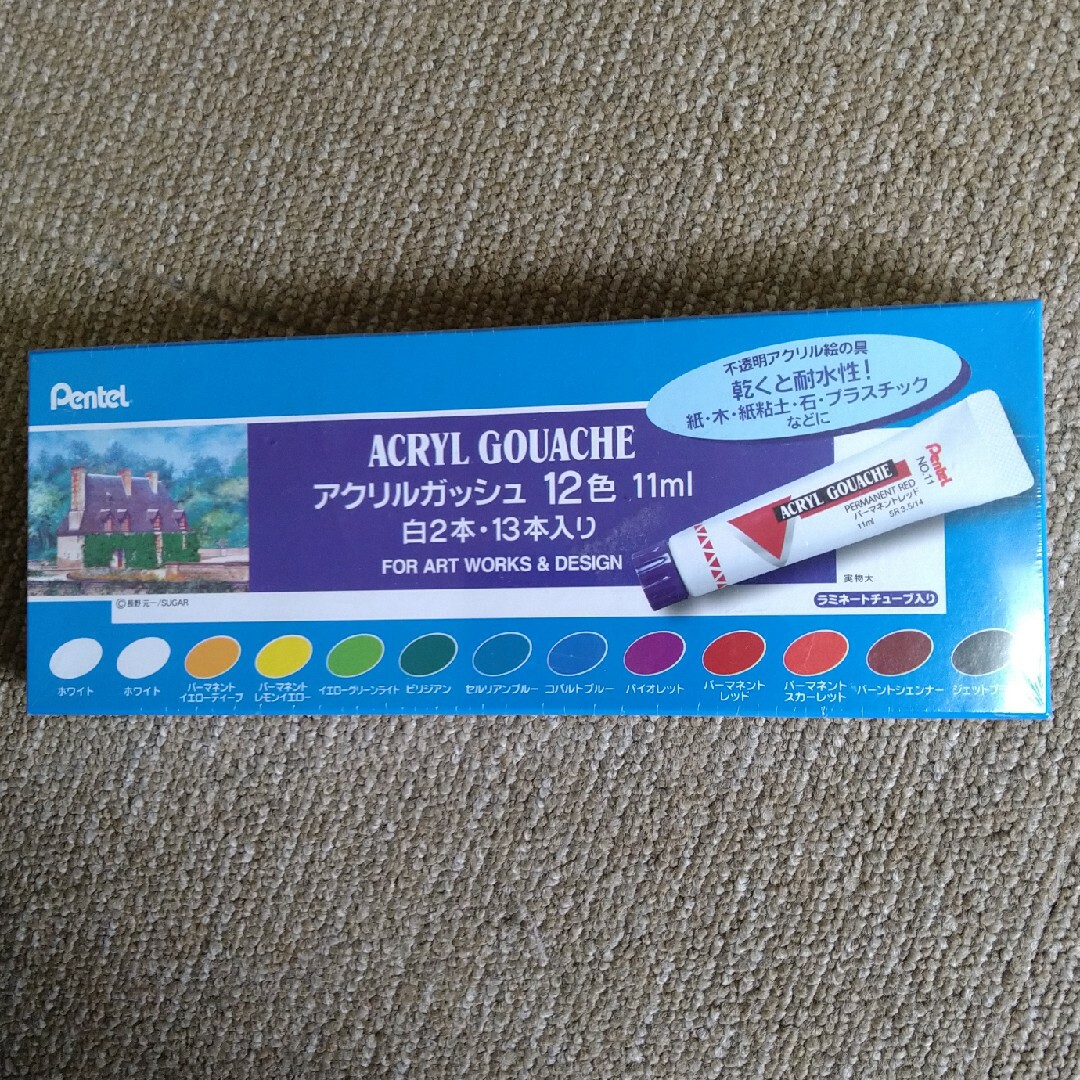 Pentel
不透明アクリル絵の具
乾くと耐水性!
紙・木・紙粘土・石・プラスチック
などに
ACRYL GOUACHE
アクリルガッシュ 12色 11ml
白2本・13本入り
FOR ART WORKS & DESIGN
Pentel
NO.11
ACRYL GOUACHE
PERMANENT RED
パーマネントレッド
11ml SR 3.5/14
実物大
ラミネートチューブ入り
©長野元一/SUGAR
ホワイト
ホワイト
パーマネント
イエローディープ
パーマネント
レモンイエロー
イエローグリーンライト
ビリジアン
セルリアンブルー
コバルトブルー
バイオレット
パーマネント
レッド
パーマネント
スカーレット
バーントシェンナー